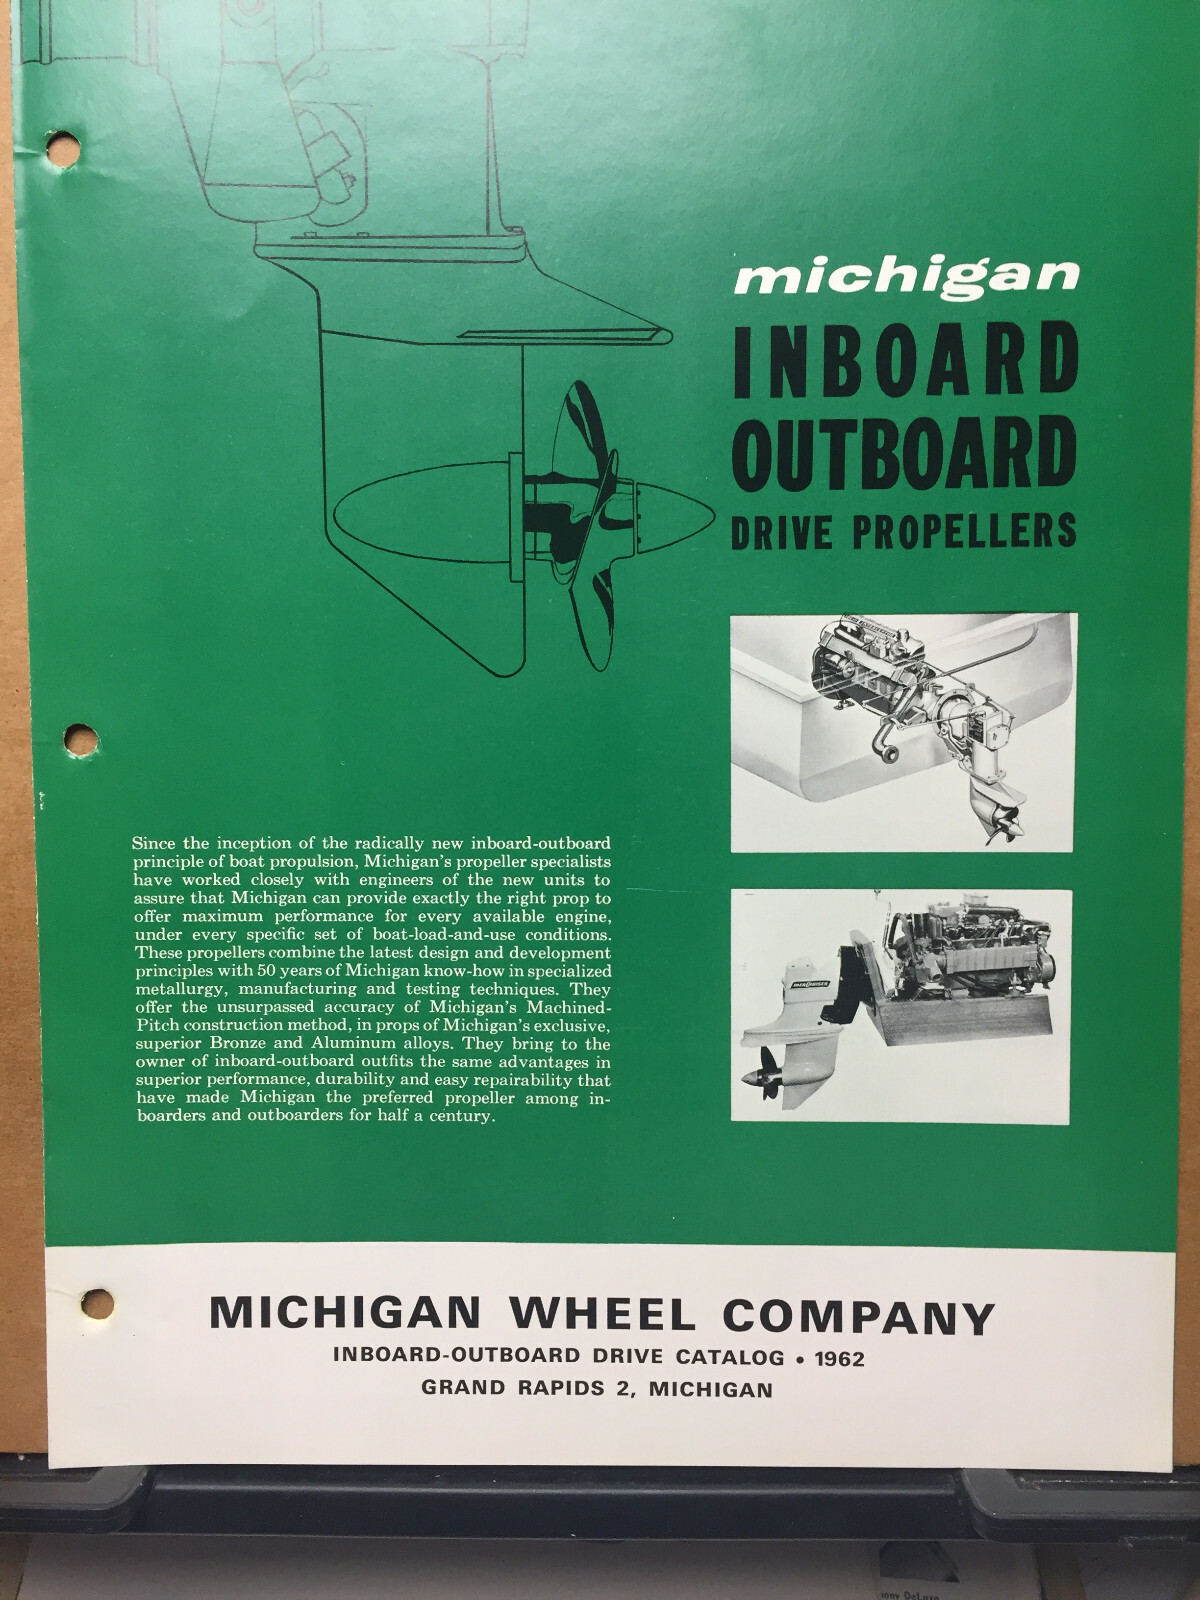 michigan
INBOARD
OUTBOARD
DRIVE PROPELLERS
Since the inception of the radically new inboard-outboard
principle of boat propulsion, Michigan's propeller specialists
have worked closely with engineers of the new units to
assure that Michigan can provide exactly the right prop to
offer maximum performance for every available engine,
under every specific set of boat-load-and-use conditions.
These propellers combine the latest design and development
principles with 50 years of Michigan know-how in specialized
metallurgy, manufacturing and testing techniques. They
offer the unsurpassed accuracy of Michigan's Machined-
Pitch construction method, in props of Michigan's exclusive,
superior Bronze and Aluminum alloys. They bring to the
owner of inboard-outboard outfits the same advantages in
superior performance, durability and easy repairability that
have made Michigan the preferred propeller among in-
boarders and outboarders for half a century.
MERCRUISER
MICHIGAN WHEEL COMPANY
INBOARD-OUTBOARD DRIVE CATALOG • 1962
GRAND RAPIDS 2, MICHIGAN